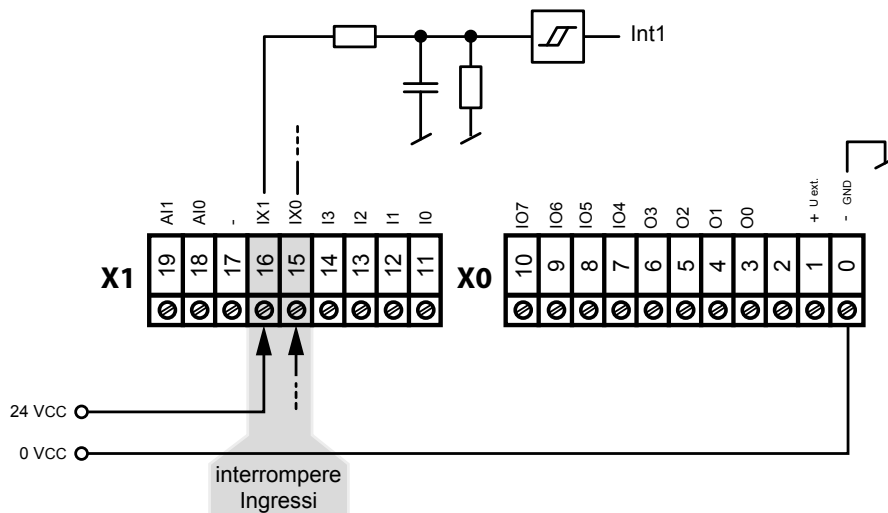 Int1
AI1 AI0 - IX1 IX0 I3 I2 I1 I0
IO7 IO6 IO5 IO4 O3 O2 O1 O0 + U ext. - GND
X1 19 18 17 16 15 14 13 12 11
X0 10 9 8 7 6 5 4 3 2 1 0
24 VCC
0 VCC
interrompere
Ingressi